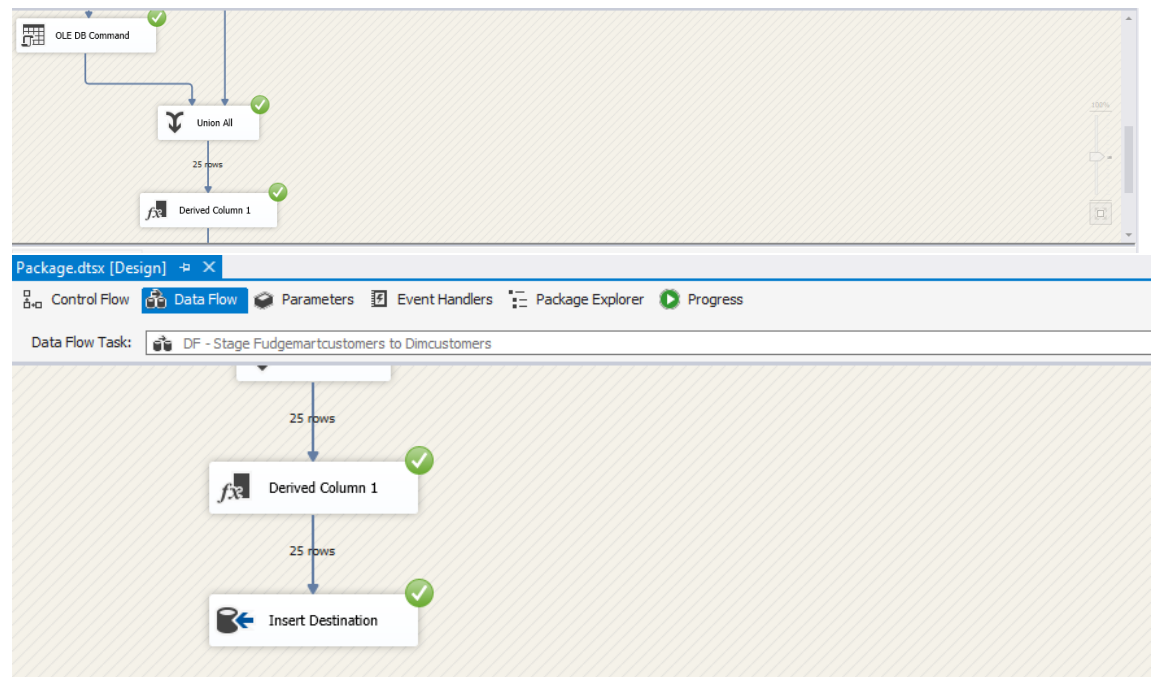 OLE DB Command
100%
Union All
25 rows
Derived Column 1
Package.dtsx [Design]
Control Flow Data Flow Parameters Event Handlers Package Explorer Progress
Data Flow Task: DF - Stage Fudgemartcustomers to Dimcustomers
25 rows
Derived Column 1
25 rows
Insert Destination